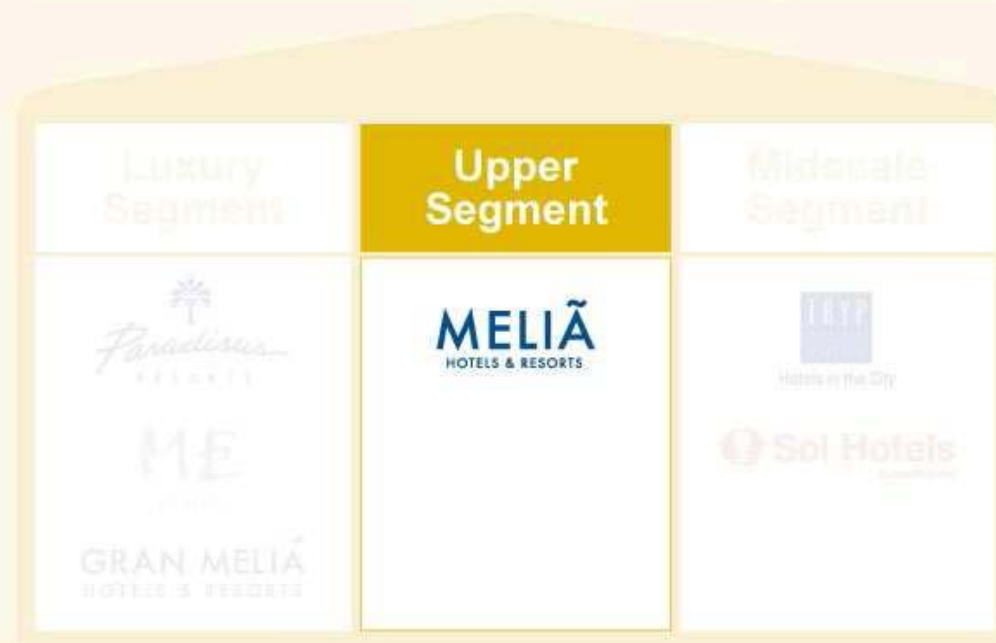 Luxury
Segment
Upper
Segment
Midscale
Segment
Paradisus
RESORTS
MELIÃ
HOTELS & RESORTS
TRYP
Hotels in the City
ME
Sol Hotels
GRAN MELIÃ
HOTELS & RESORTS